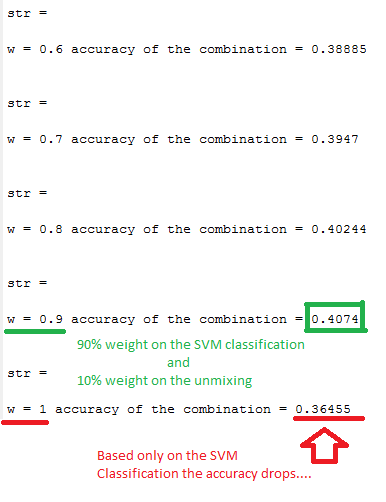 str =
w = 0.6 accuracy of the combination = 0.38885
str =
w = 0.7 accuracy of the combination = 0.3947
str =
w = 0.8 accuracy of the combination = 0.40244
str =
w = 0.9 accuracy of the combination = 0.4074
90% weight on the SVM classification
and
10% weight on the unmixing
str =
w = 1 accuracy of the combination = 0.36455
Based only on the SVM
Classification the accuracy drops....